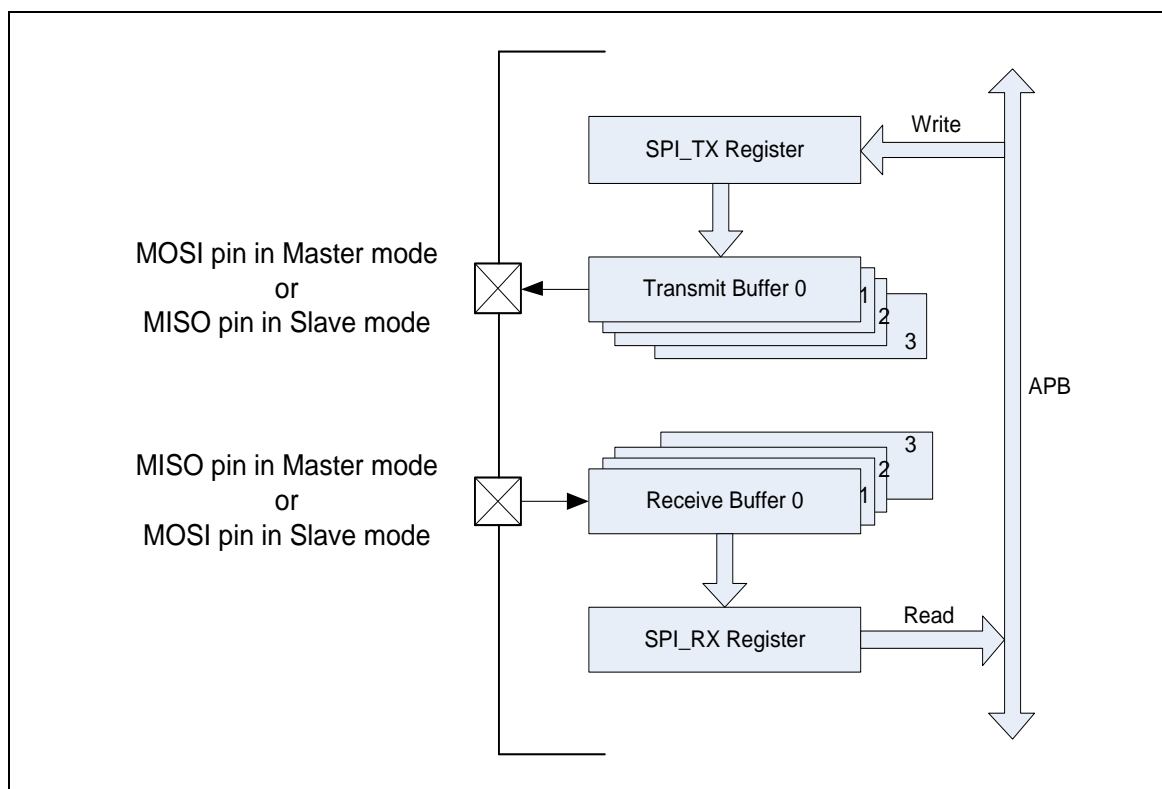 Write
SPI_TX Register
MOSI pin in Master mode
or
MISO pin in Slave mode
Transmit Buffer 0
1
2
3
APB
MISO pin in Master mode
or
MOSI pin in Slave mode
3
2
1
Receive Buffer 0
Read
SPI_RX Register